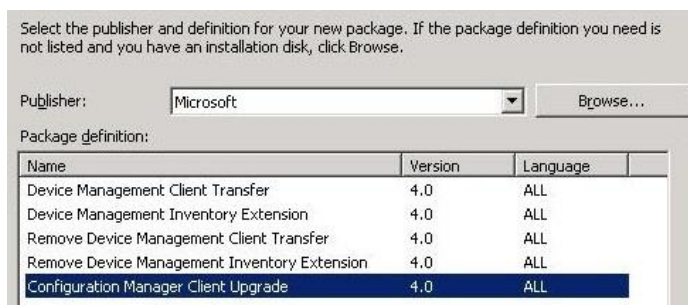 Select the publisher and definition for your new package. If the package definition you need is
not listed and you have an installation disk, click Browse.
Publisher: Microsoft Browse...
Package definition:
Name Version Language
Device Management Client Transfer 4.0 ALL
Device Management Inventory Extension 4.0 ALL
Remove Device Management Client Transfer 4.0 ALL
Remove Device Management Inventory Extension 4.0 ALL
Configuration Manager Client Upgrade 4.0 ALL